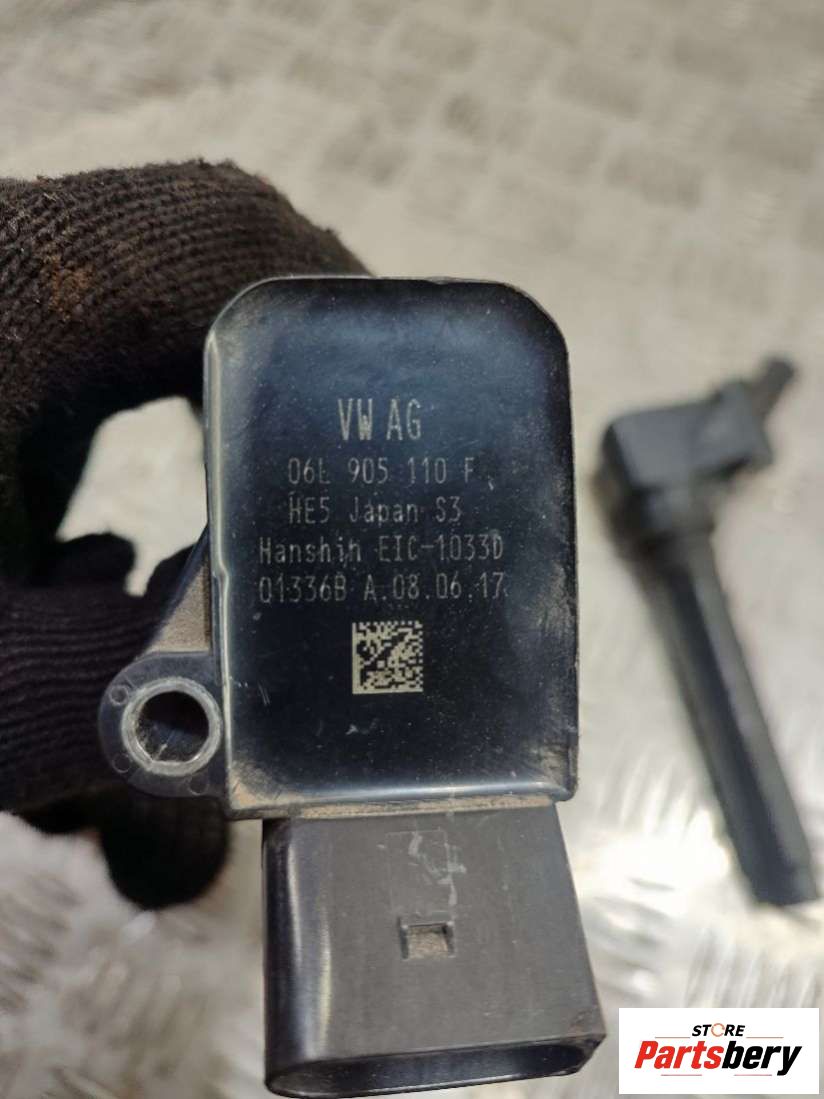 VW AG
06L 905 110 F
HE5 Japan S3
Hanshin EIC-1033D
01336B A.08.06.17
STORE
Partsbery